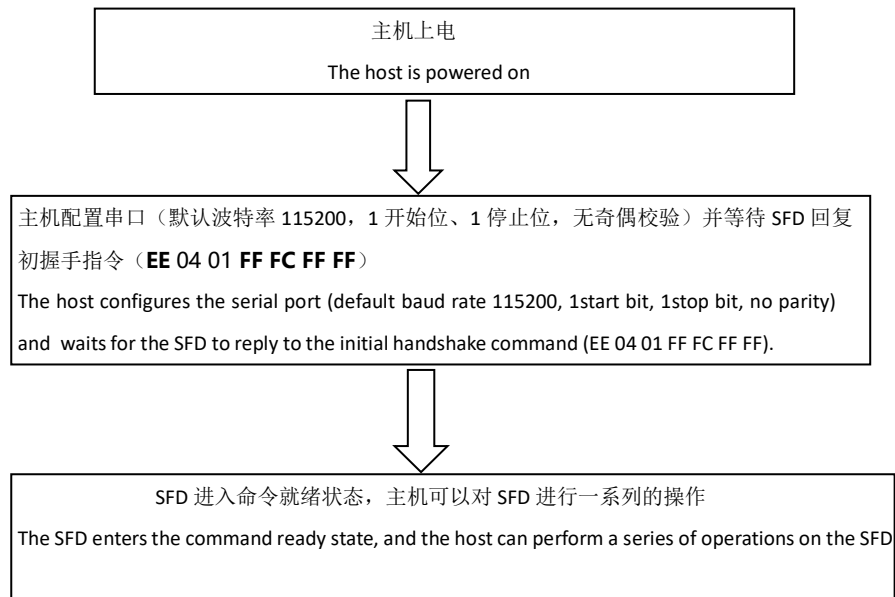 主机上电
The host is powered on
主机配置串口（默认波特率 115200，1 开始位、1 停止位，无奇偶校验）并等待 SFD 回复
初握手指令（EE 04 01 FF FC FF FF）
The host configures the serial port (default baud rate 115200, 1start bit, 1stop bit, no parity)
and waits for the SFD to reply to the initial handshake command (EE 04 01 FF FC FF FF).
SFD 进入命令就绪状态，主机可以对 SFD 进行一系列的操作
The SFD enters the command ready state, and the host can perform a series of operations on the SFD